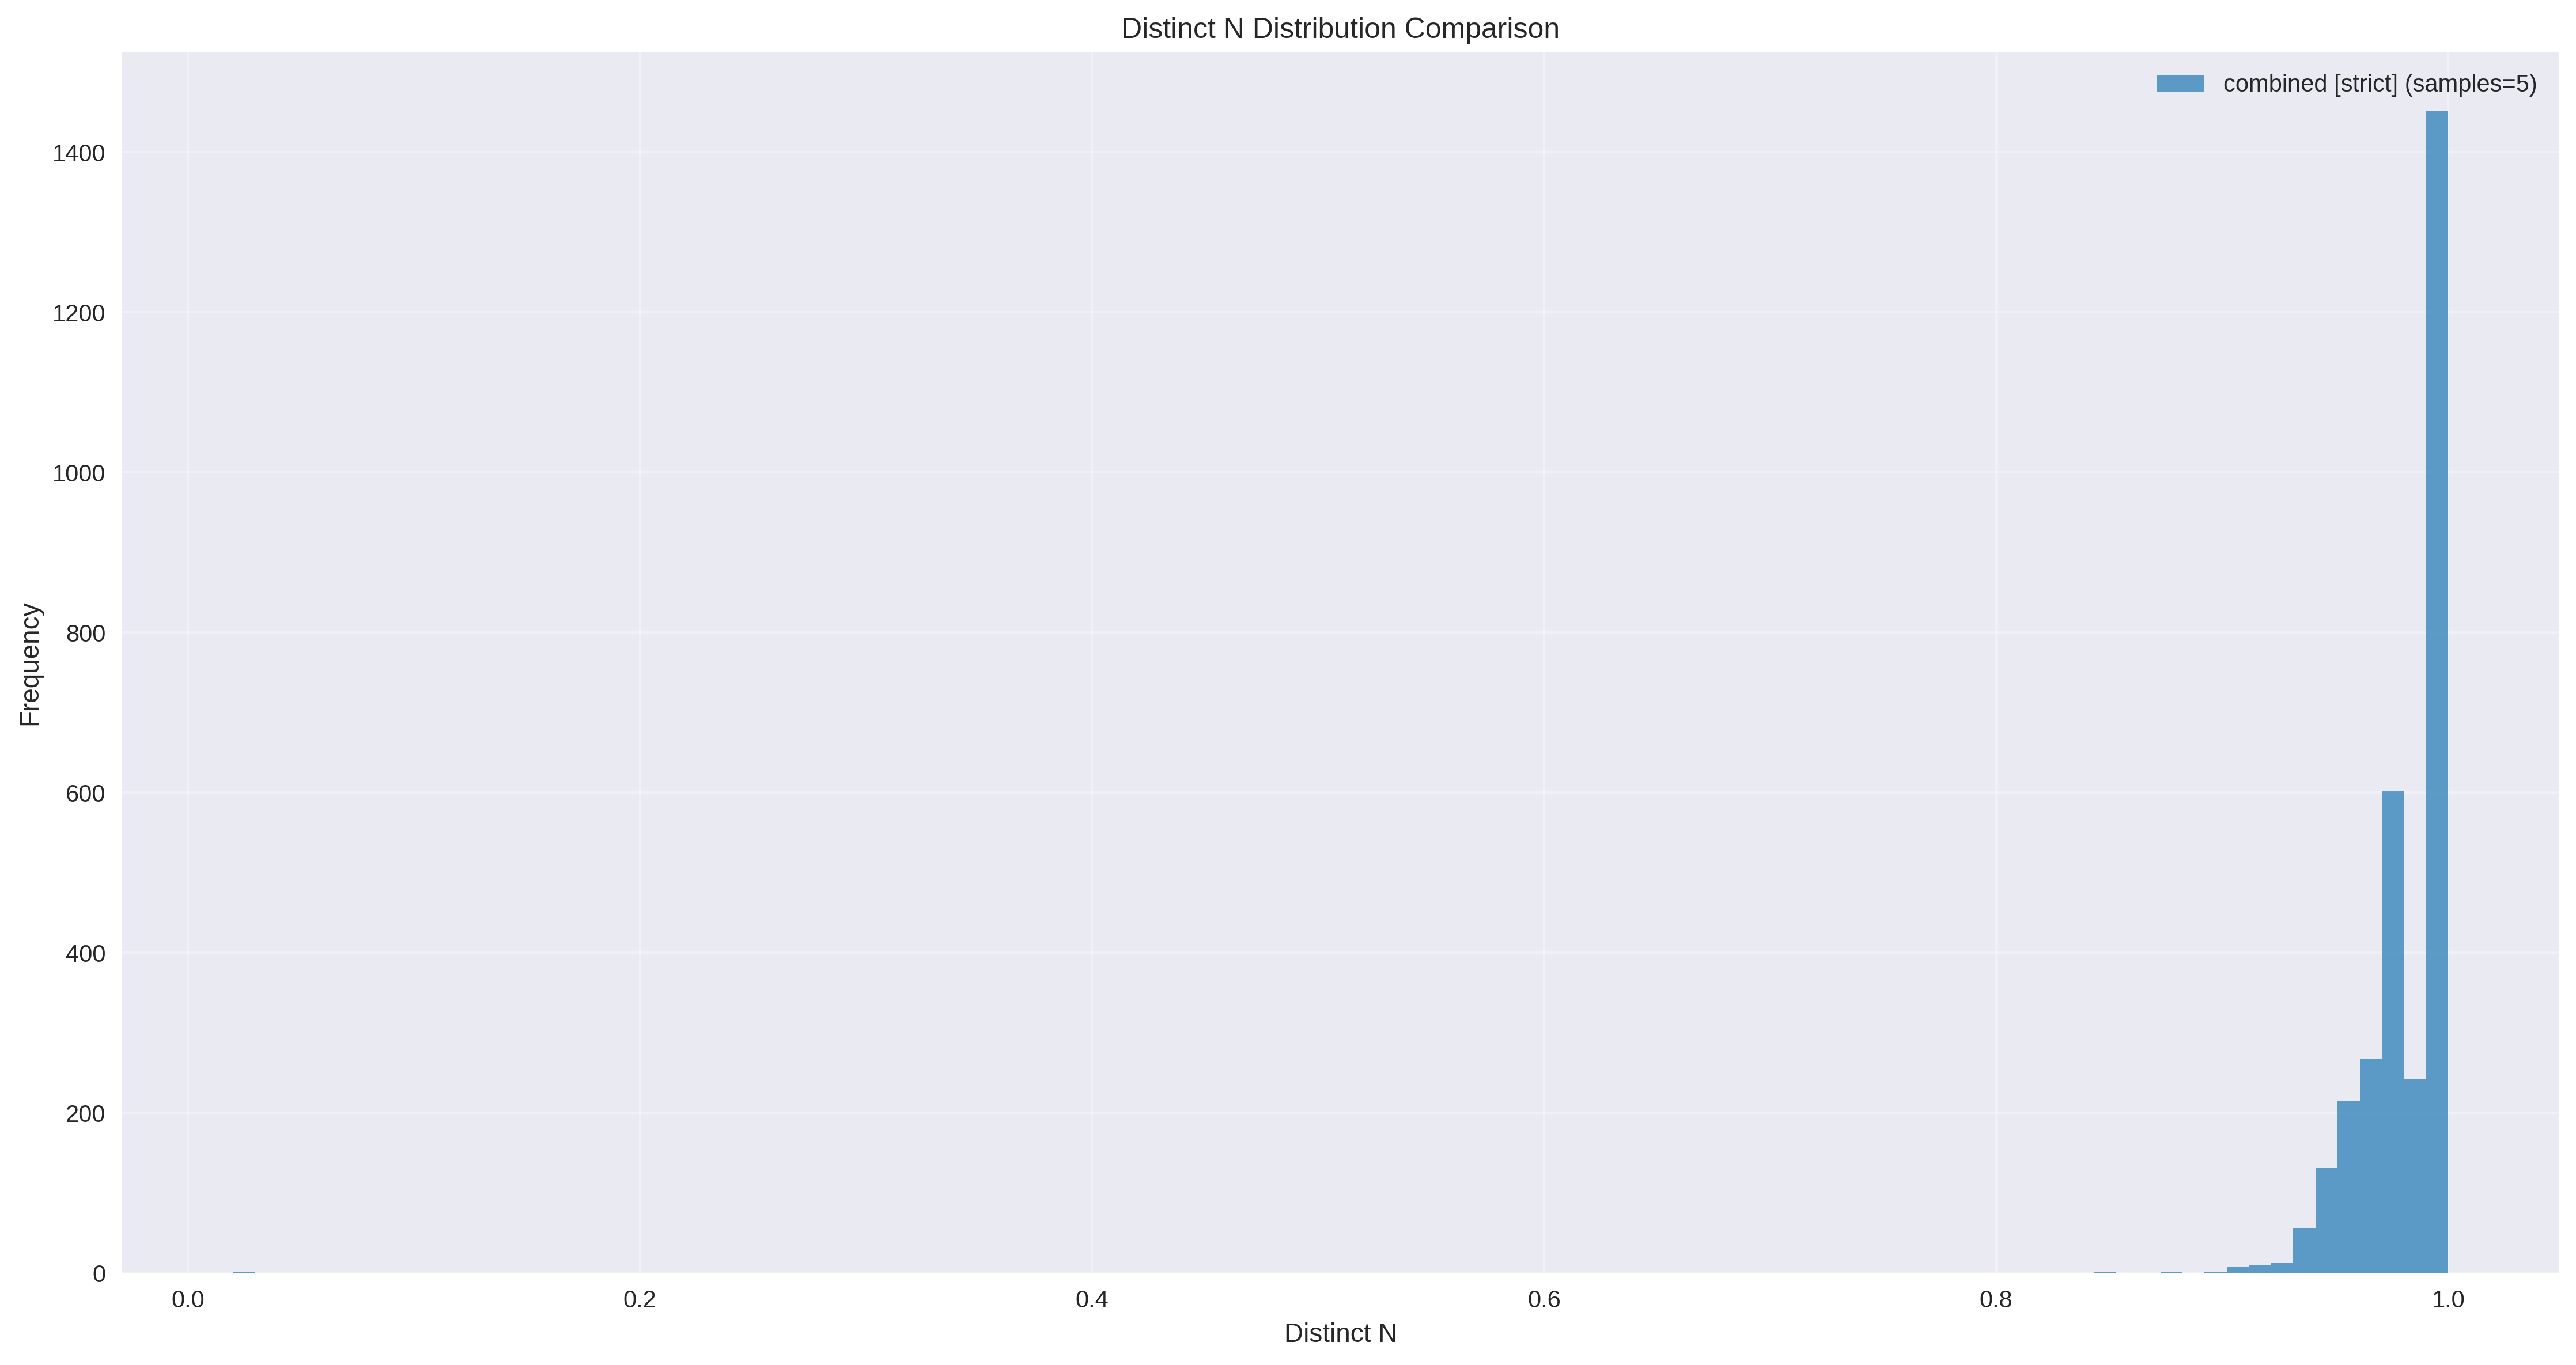 Distinct N Distribution Comparison
combined [strict] (samples=5)
1400
1200
1000
800
600
400
200
0
Frequency
0.0 0.2 0.4 0.6 0.8 1.0
Distinct N